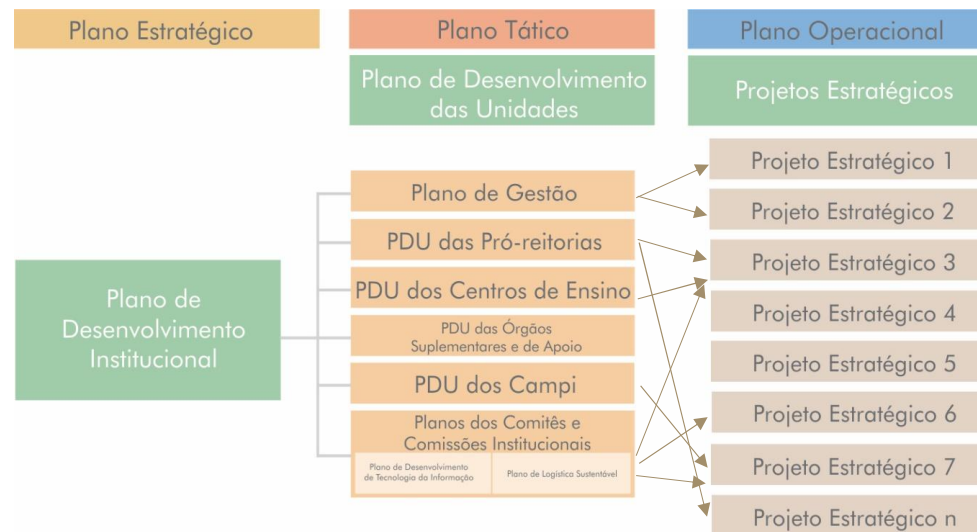 Plano Estratégico
Plano Tático
Plano Operacional
Plano de Desenvolvimento
das Unidades
Projetos Estratégicos
Plano de
Desenvolvimento
Institucional
Plano de Gestão
PDU das Pró-reitorias
PDU dos Centros de Ensino
PDU das Órgãos
Suplementares e de Apoio
PDU dos Campi
Planos dos Comitês e
Comissões Institucionais
Plano de Desenvolvimento
de Tecnologia da Informação
Plano de Logística Sustentável
Projeto Estratégico 1
Projeto Estratégico 2
Projeto Estratégico 3
Projeto Estratégico 4
Projeto Estratégico 5
Projeto Estratégico 6
Projeto Estratégico 7
Projeto Estratégico n